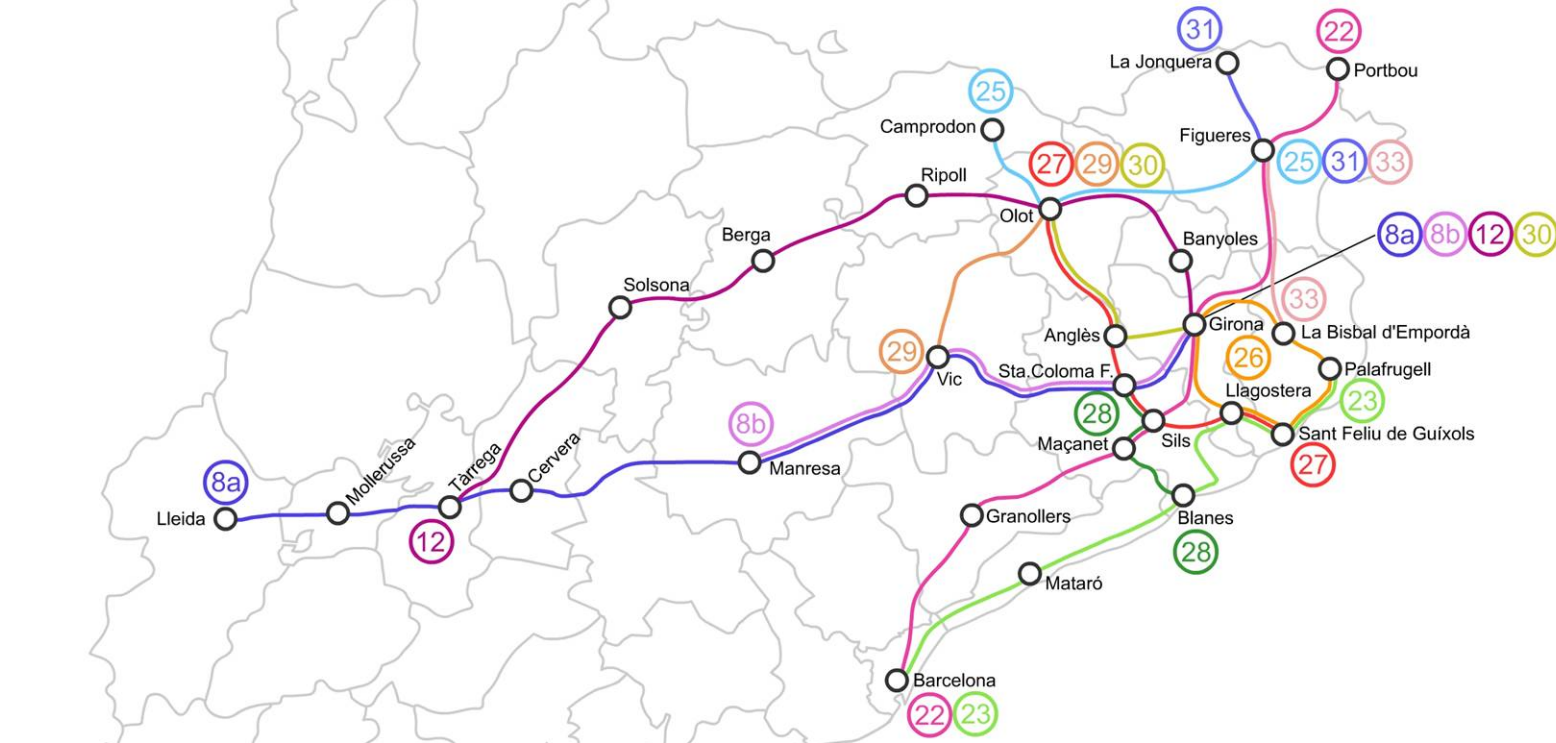 31
22
La Jonquera
Portbou
25
Camprodon
Figueres
27 29 30
25 31 33
Ripoll
Olot
8a 8b 12 30
Berga
Banyoles
Solsona
33
Girona
La Bisbal d'Empordà
Anglès
29
26
Vic
Sta.Coloma F.
Palafrugell
Llagostera
23
8b
28
Sils
Sant Feliu de Guíxols
Maçanet
27
Manresa
Cervera
Tàrrega
Mollerussa
8a
Lleida
12
Granollers
Blanes
28
Mataró
Barcelona
22 23